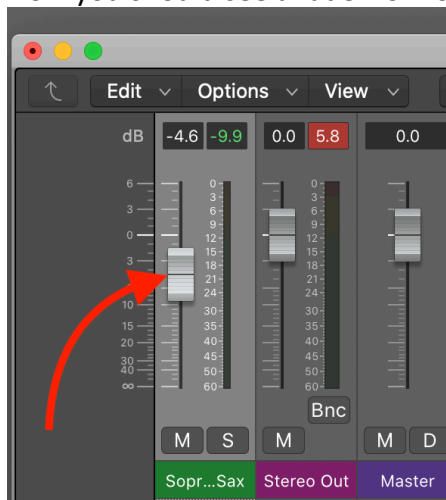 Edit Options View
dB -4.6 -9.9 0.0 5.8 0.0
6 0 0
3 3
3 6 6
9 9
0 12 12
15 15
3 18 18
21 21
24 24
10 30 30
15 35 35
20 40 40
30 45 45
40 50 50
∞ 60 60
Bnc
M S M M D
Sopr...Sax Stereo Out Master